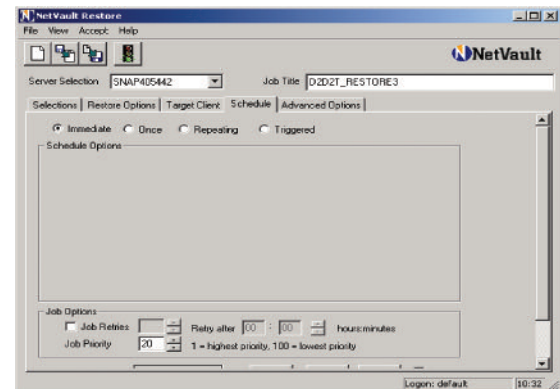 NetVault Restore
File View Accept Help
NetVault
Server Selection SNAP405442 Job Title D2D2T_RESTORE3
Selections Restore Options Target Client Schedule Advanced Options
Immediate Once Repeating Triggered
Schedule Options
Job Options
Job Retries Retry after 00 : 00 hours:minutes
Job Priority 20 1 = highest priority, 100 = lowest priority
Logon: default 10:32